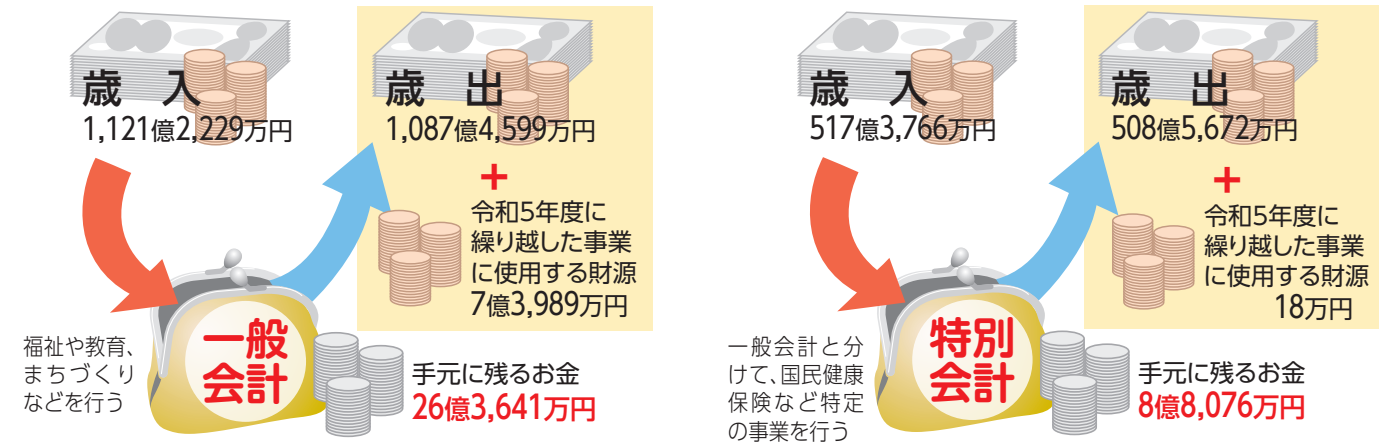 歳 入
1,121億2,229万円
歳 出
1,087億4,599万円
+
令和5年度に
繰り越した事業
に使用する財源
7億3,989万円
一般
会計
福祉や教育、
まちづくり
などを行う
手元に残るお金
26億3,641万円
歳 入
517億3,766万円
歳 出
508億5,672万円
+
令和5年度に
繰り越した事業
に使用する財源
18万円
特別
会計
一般会計と分
けて、国民健康
保険など特定
の事業を行う
手元に残るお金
8億8,076万円